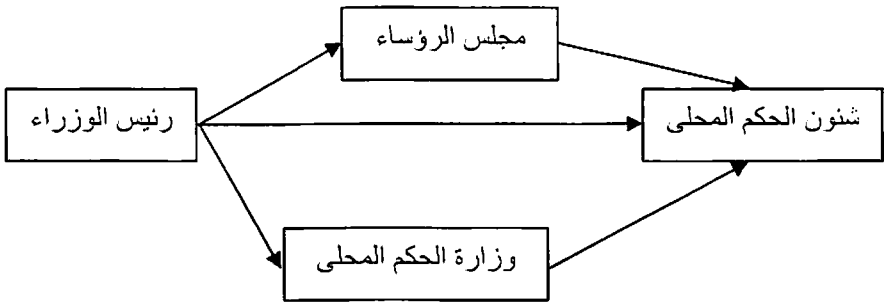 مجلس الرؤساء
رئيس الوزراء
شئون الحكم المحلى
وزارة الحكم المحلى